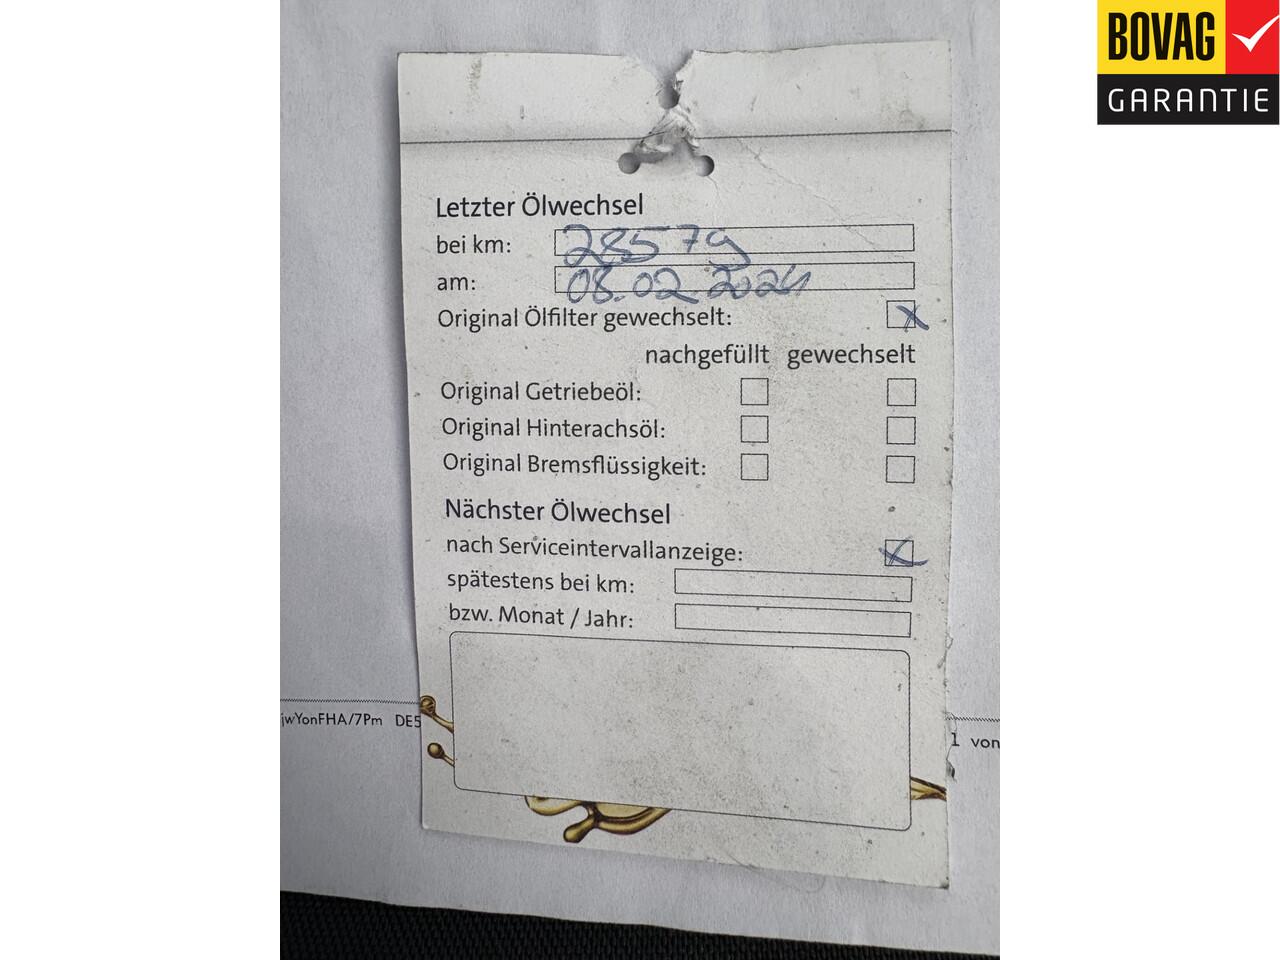 BOVAG
GARANTIE
Letzter Ölwechsel
bei km: 28579
am: 08.02.2024
Original Ölfilter gewechselt: x
nachgefüllt gewechselt
Original Getriebeöl:
Original Hinterachsöl:
Original Bremsflüssigkeit:
Nächster Ölwechsel
nach Serviceintervallanzeige: x
spätestens bei km:
bzw. Monat / Jahr:
jwYonFHA/7Pm DE5
1 von